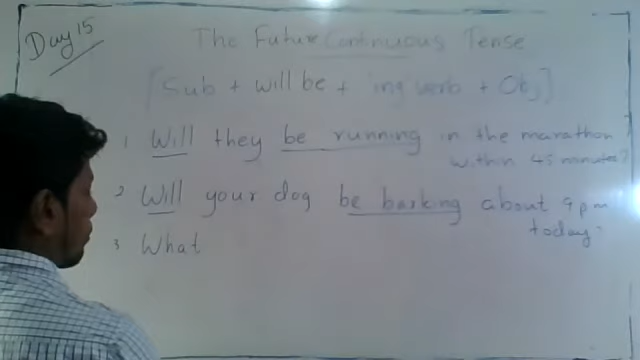 Day 15
The Future Continuous Tense
[Sub + will be + 'ing' verb + Obj]
1 Will they be running in the marathon
within 45 minutes?
2 Will your dog be barking about 9 pm
today?
3 What